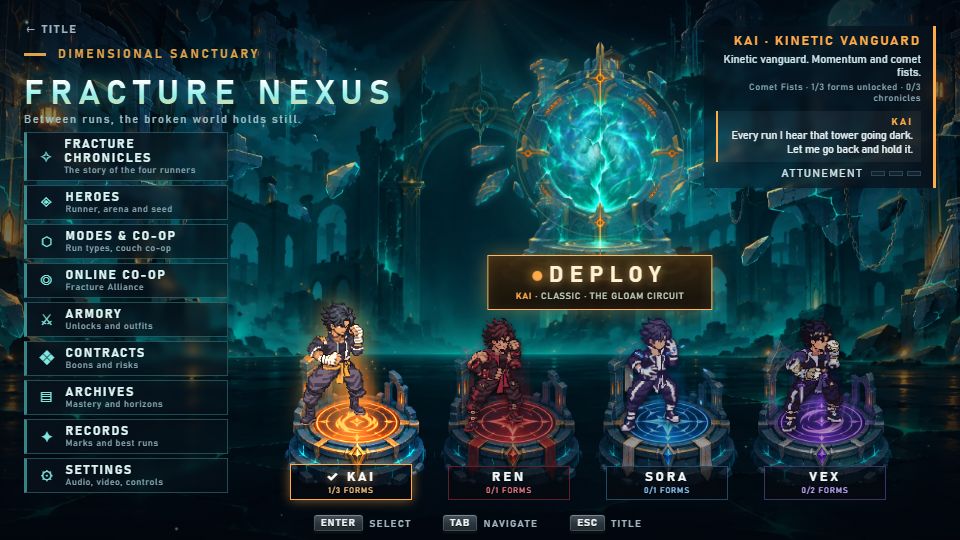 ← TITLE
DIMENSIONAL SANCTUARY
FRACTURE NEXUS
Between runs, the broken world holds still.
FRACTURE
CHRONICLES
The story of the four runners
HEROES
Runner, arena and seed
MODES & CO-OP
Run types, couch co-op
ONLINE CO-OP
Fracture Alliance
ARMORY
Unlocks and outfits
CONTRACTS
Boons and risks
ARCHIVES
Mastery and horizons
RECORDS
Marks and best runs
SETTINGS
Audio, video, controls
KAI · KINETIC VANGUARD
Kinetic vanguard. Momentum and comet
fists.
Comet Fists · 1/3 forms unlocked · 0/3
chronicles
KAI
Every run I hear that tower going dark.
Let me go back and hold it.
ATTUNEMENT
DEPLOY
KAI · CLASSIC · THE GLOAM CIRCUIT
✓ KAI
1/3 FORMS
REN
0/1 FORMS
SORA
0/1 FORMS
VEX
0/2 FORMS
ENTER SELECT
TAB NAVIGATE
ESC TITLE